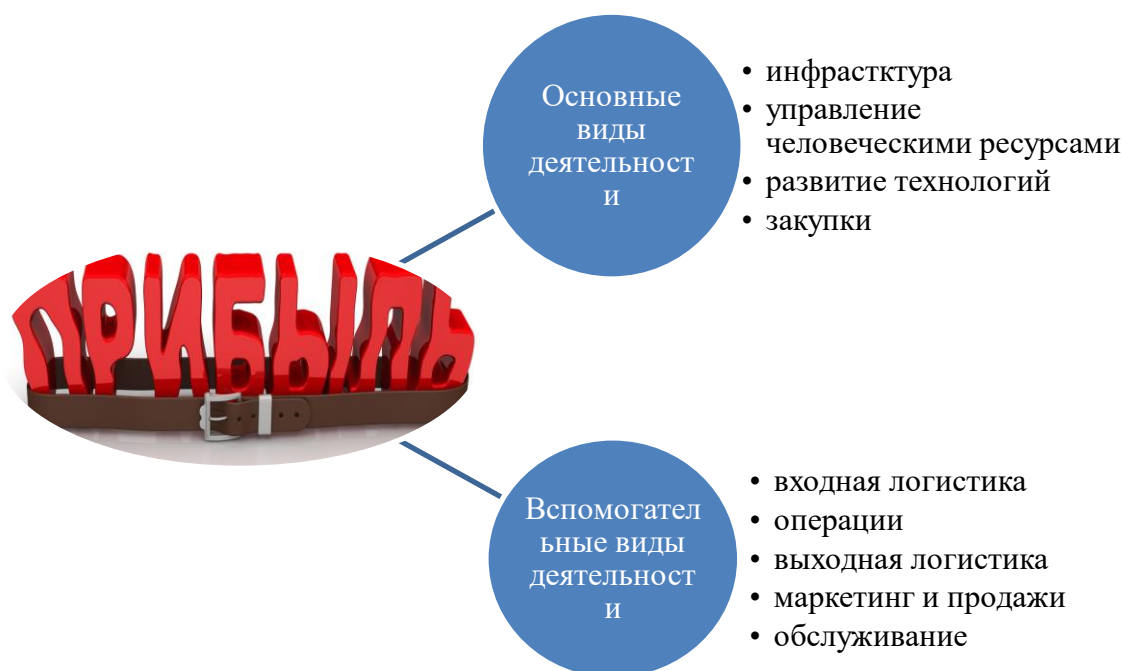 Основные
виды
деятельност
и
• инфрастктура
• управление
человеческими ресурсами
• развитие технологий
• закупки
ПРИБЫЛЬ
Вспомогател
ьные виды
деятельност
и
• входная логистика
• операции
• выходная логистика
• маркетинг и продажи
• обслуживание